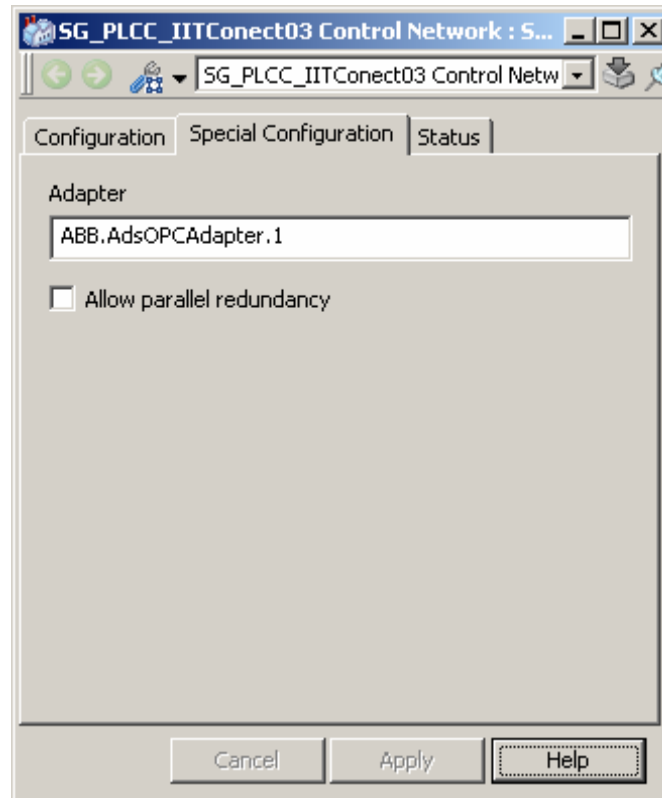 SG_PLCC_IITConect03 Control Network : S...
SG_PLCC_IITConect03 Control Netw
Configuration Special Configuration Status
Adapter
ABB.AdsOPCAdapter.1
Allow parallel redundancy
Cancel Apply Help